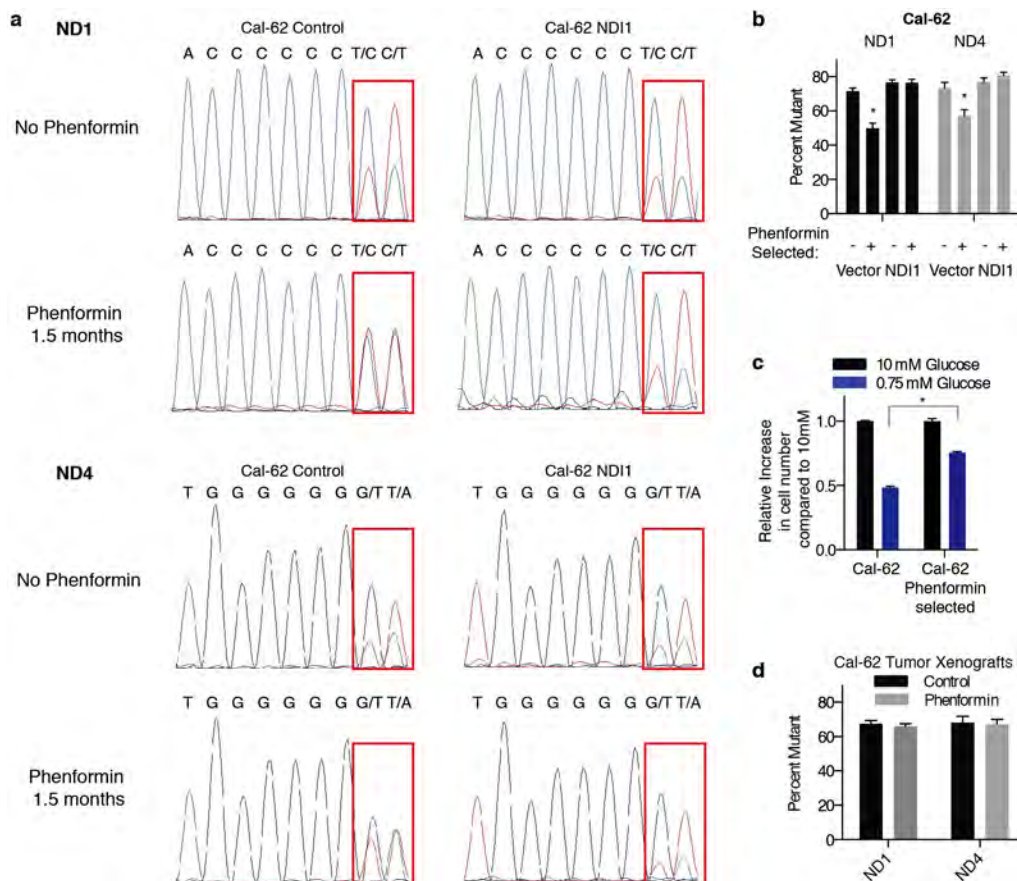 a
ND1
Cal-62 Control
Cal-62 NDI1
A C C C C C C T/C C/T
A C C C C C C T/C C/T
No Phenformin
A C C C C C C T/C C/T
A C C C C C C T/C C/T
Phenformin
1.5 months
ND4
Cal-62 Control
Cal-62 NDI1
T G G G G G G G/T T/A
T G G G G G G G/T T/A
No Phenformin
T G G G G G G G/T T/A
T G G G G G G G/T T/A
Phenformin
1.5 months
b
Cal-62
ND1
ND4
Percent Mutant
80
60
40
20
0
*
*
Phenformin
Selected:
- + - + - + - +
Vector NDI1 Vector NDI1
c
10 mM Glucose
0.75 mM Glucose
*
Relative Increase
in cell number
compared to 10mM
1.0
0.5
0.0
Cal-62
Cal-62
Phenformin
selected
d
Cal-62 Tumor Xenografts
Control
Phenformin
Percent Mutant
80
60
40
20
0
ND1
ND4